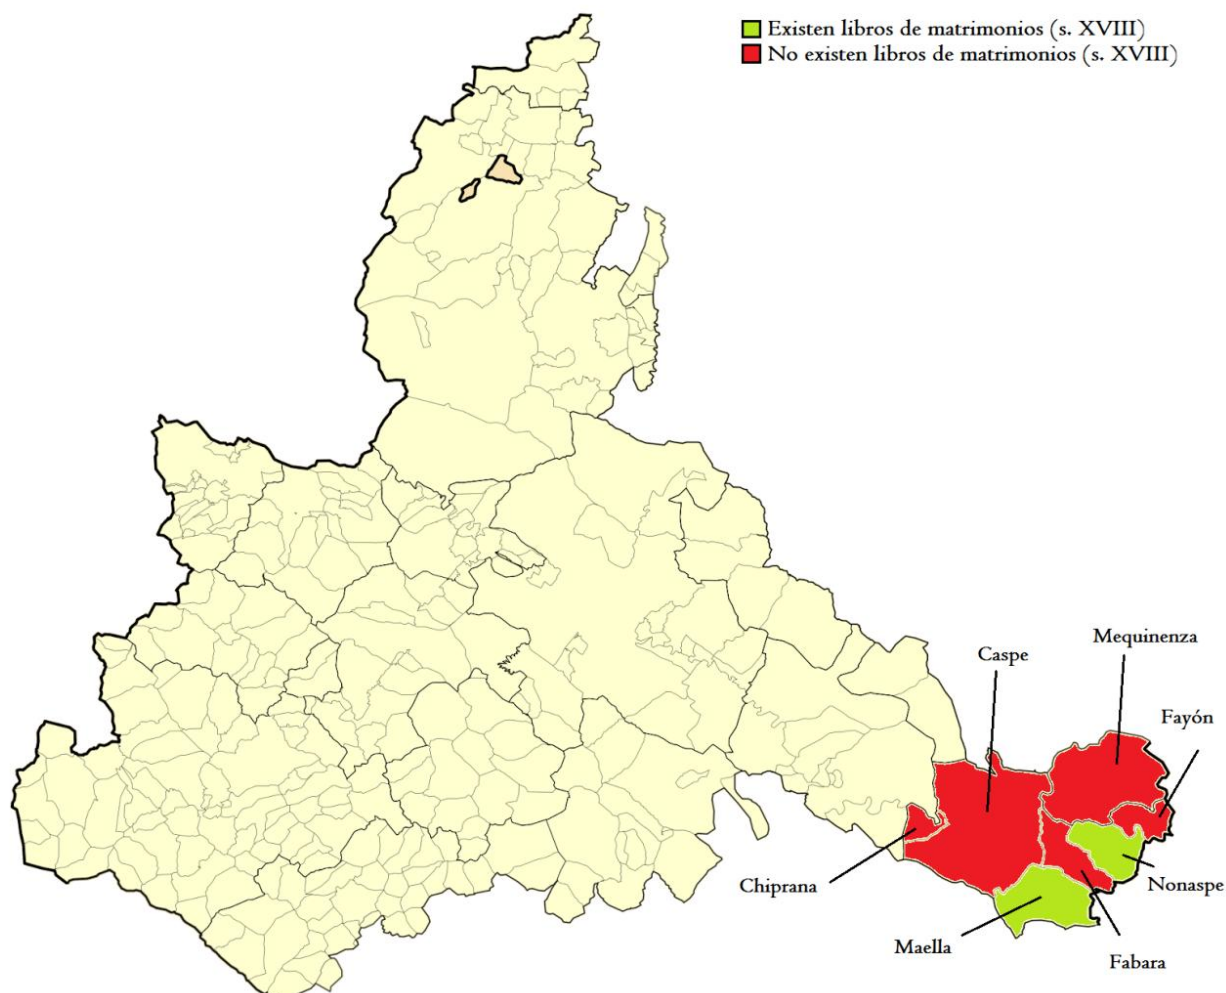 Existen libros de matrimonios (s. XVIII)
No existen libros de matrimonios (s. XVIII)
Mequinenza
Caspe
Fayón
Chiprana
Nonaspe
Maella
Fabara